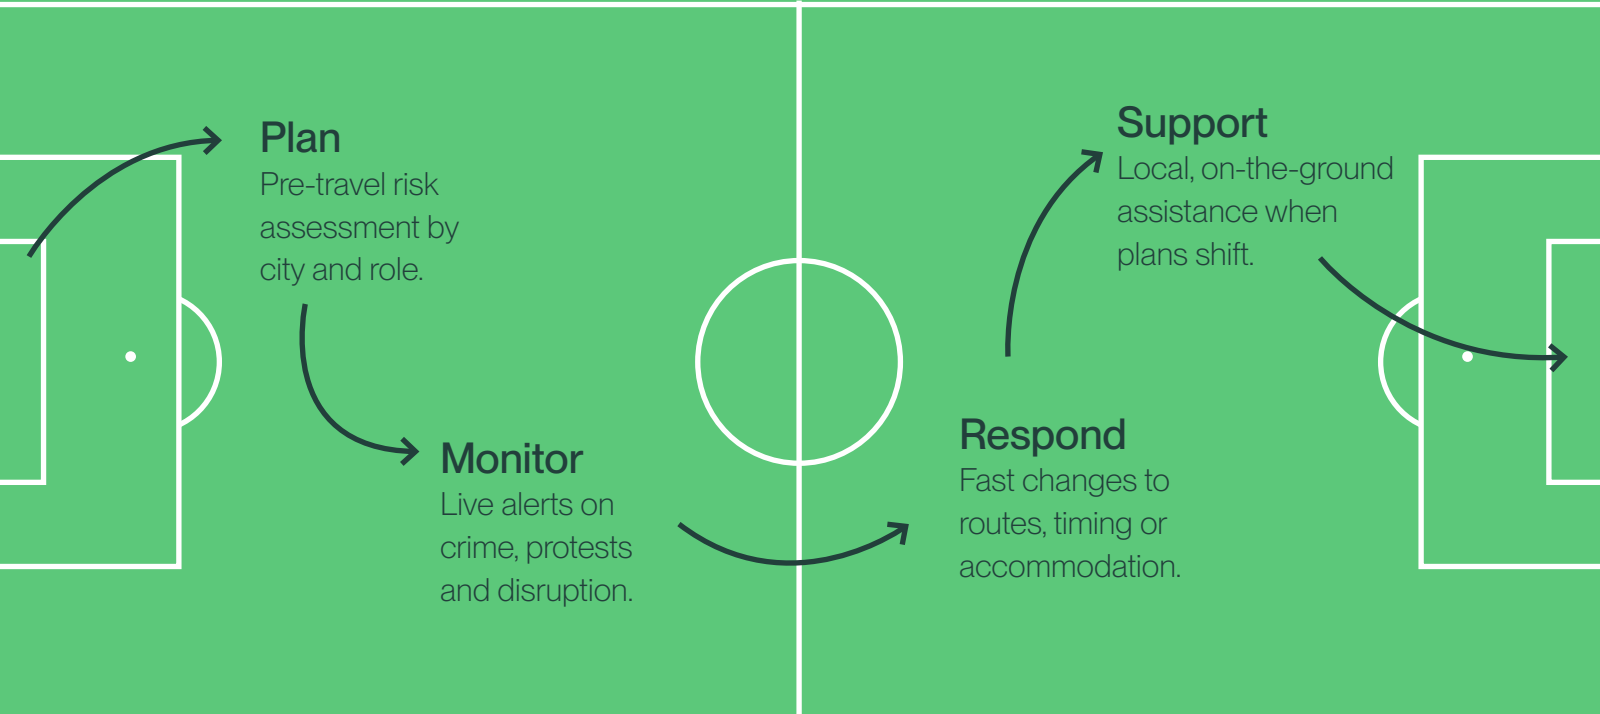 Plan
Pre-travel risk
assessment by
city and role.
Monitor
Live alerts on
crime, protests
and disruption.
Respond
Fast changes to
routes, timing or
accommodation.
Support
Local, on-the-ground
assistance when
plans shift.